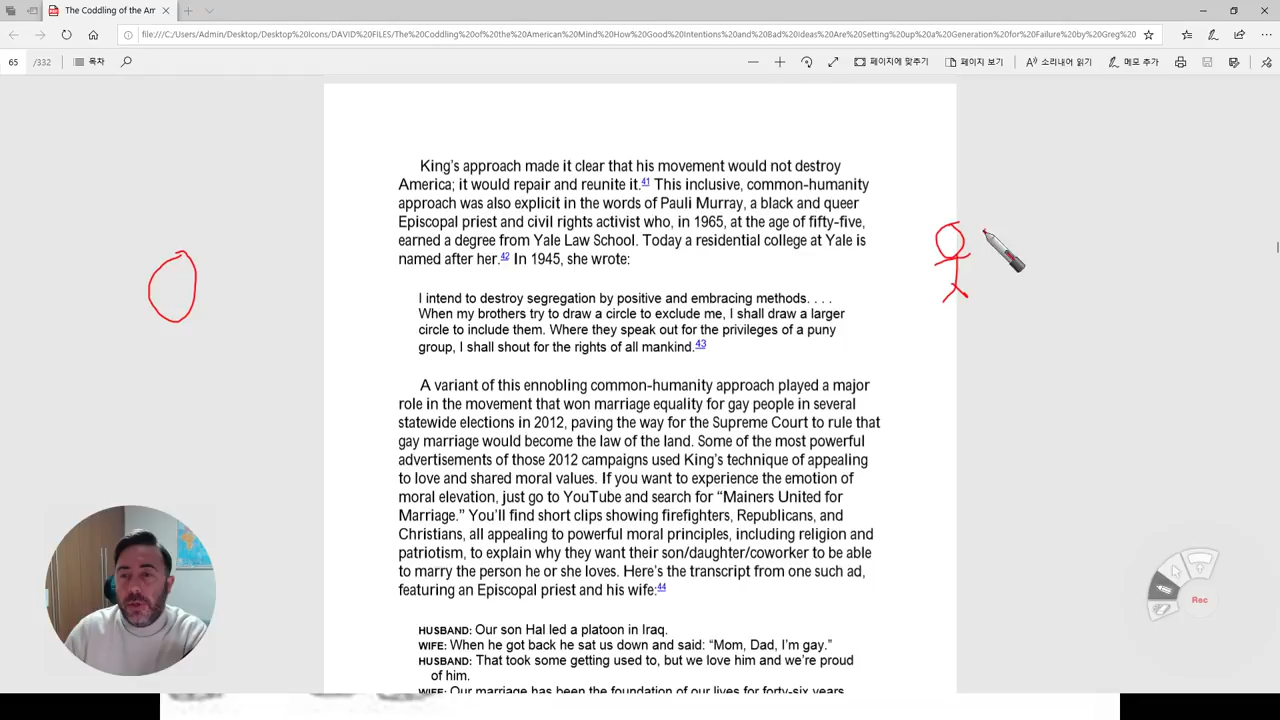 The Coddling of the Am
file:///C:/Users/Admin/Desktop/Desktop%20Icons/DAVID%20FILES/The%20Coddling%20of%20the%20American%20Mind%20How%20Good%20Intentions%20and%20Bad%20Ideas%20Are%20Setting%20up%20a%20Generation%20for%20Failure%20by%20Greg%20
65 /332 목차 페이지에 맞추기 페이지 보기 소리내어 읽기 메모 추가
King's approach made it clear that his movement would not destroy
America; it would repair and reunite it.41 This inclusive, common-humanity
approach was also explicit in the words of Pauli Murray, a black and queer
Episcopal priest and civil rights activist who, in 1965, at the age of fifty-five,
earned a degree from Yale Law School. Today a residential college at Yale is
named after her.42 In 1945, she wrote:
I intend to destroy segregation by positive and embracing methods. . . .
When my brothers try to draw a circle to exclude me, I shall draw a larger
circle to include them. Where they speak out for the privileges of a puny
group, I shall shout for the rights of all mankind.43
A variant of this ennobling common-humanity approach played a major
role in the movement that won marriage equality for gay people in several
statewide elections in 2012, paving the way for the Supreme Court to rule that
gay marriage would become the law of the land. Some of the most powerful
advertisements of those 2012 campaigns used King's technique of appealing
to love and shared moral values. If you want to experience the emotion of
moral elevation, just go to YouTube and search for “Mainers United for
Marriage.” You'll find short clips showing firefighters, Republicans, and
Christians, all appealing to powerful moral principles, including religion and
patriotism, to explain why they want their son/daughter/coworker to be able
to marry the person he or she loves. Here's the transcript from one such ad,
featuring an Episcopal priest and his wife:44
HUSBAND: Our son Hal led a platoon in Iraq.
WIFE: When he got back he sat us down and said: “Mom, Dad, I'm gay.”
HUSBAND: That took some getting used to, but we love him and we're proud
of him.
WIFE: Our marriage has been the foundation of our lives for forty-six years
Rec